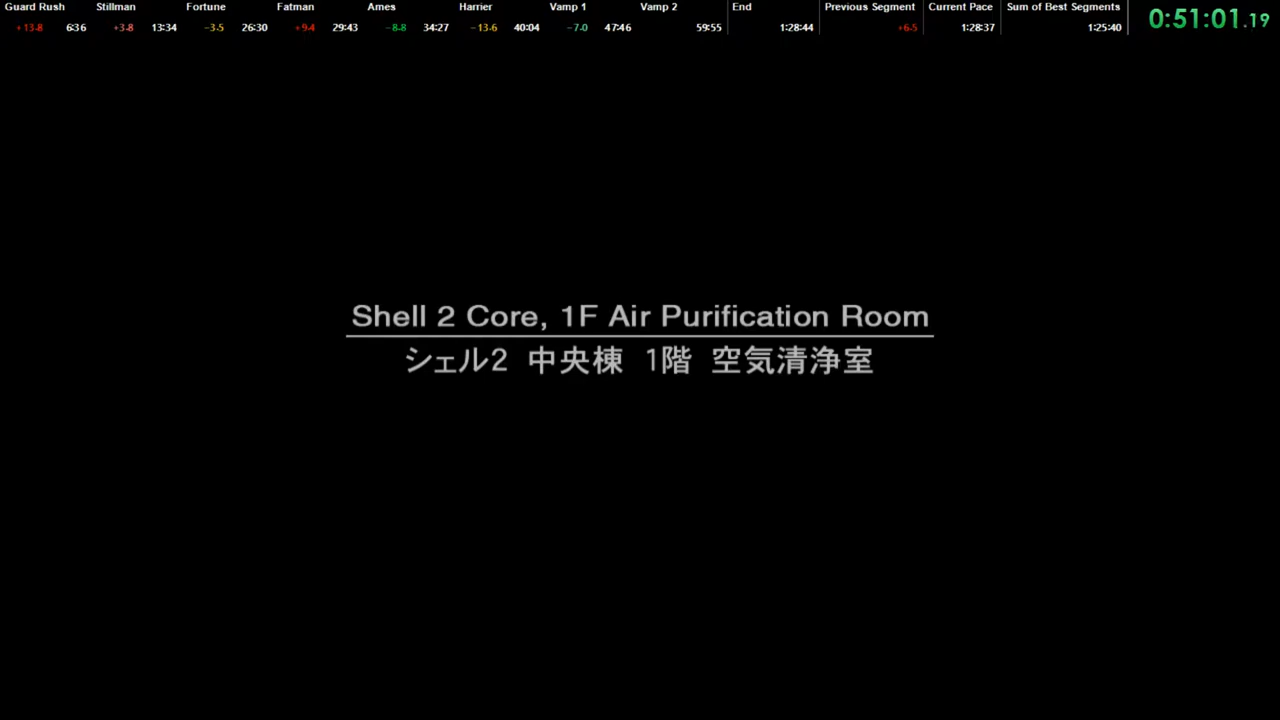 Guard Rush Stillman Fortune Fatman Ames Harrier Vamp 1 Vamp 2 End Previous Segment Current Pace Sum of Best Segments 0:51:01.19
+13.8 6:36 +3.8 13:34 −3.5 26:30 +9.4 29:43 −8.8 34:27 −13.6 40:04 −7.0 47:46 59:55 1:28:44 +6.5 1:28:37 1:25:40
Shell 2 Core, 1F Air Purification Room
シェル2 中央棟 1階 空気清浄室